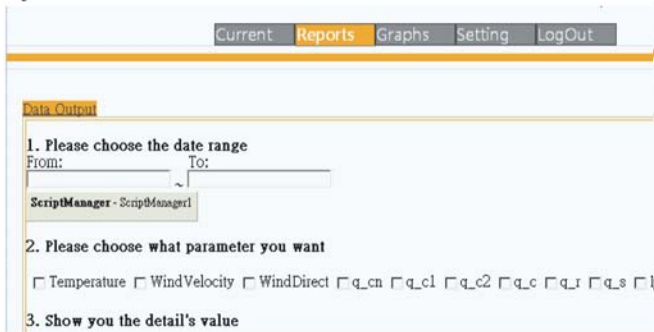 Current Reports Graphs Setting LogOut
Data Output
1. Please choose the date range
From: To:
~
ScriptManager - ScriptManager1
2. Please choose what parameter you want
Temperature WindVelocity WindDirect q_cn q_c1 q_c2 q_c q_r q_s
3. Show you the detail's value